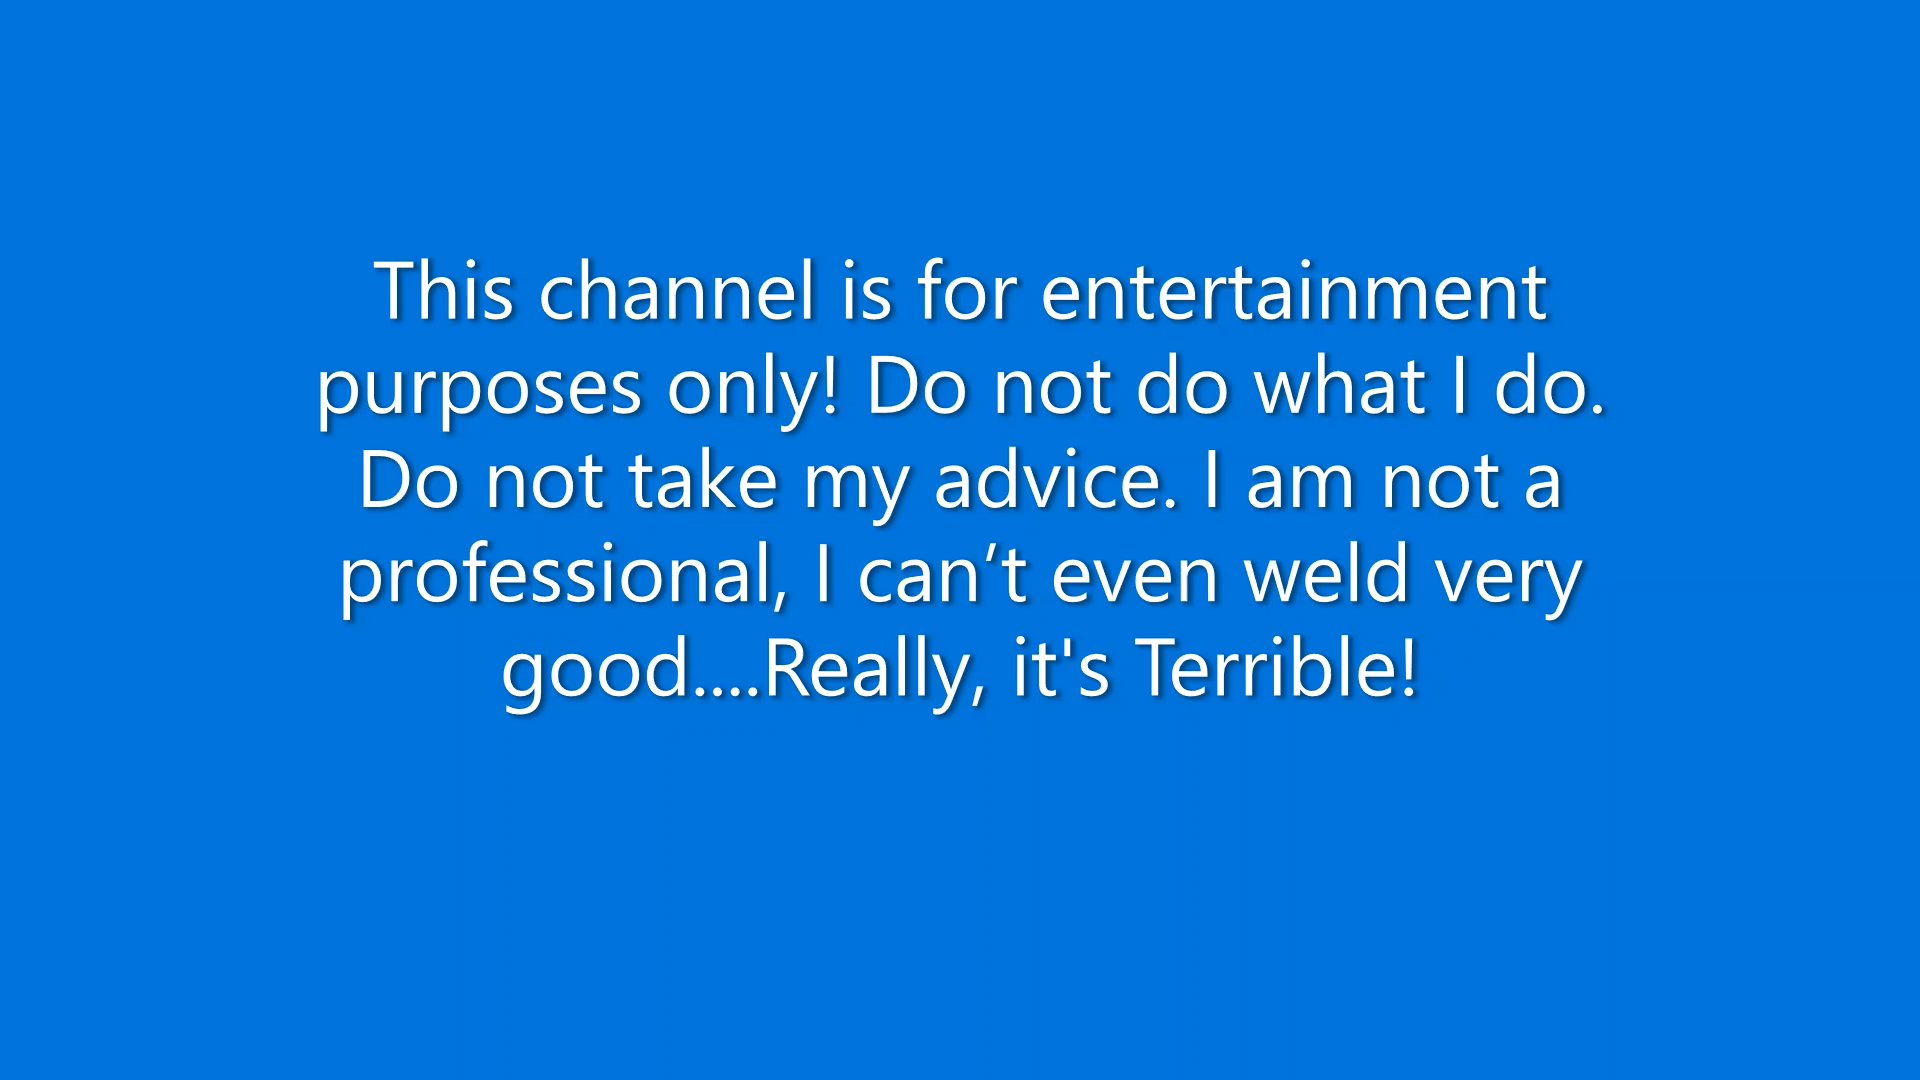 This channel is for entertainment
purposes only! Do not do what I do.
Do not take my advice. I am not a
professional, I can’t even weld very
good....Really, it's Terrible!